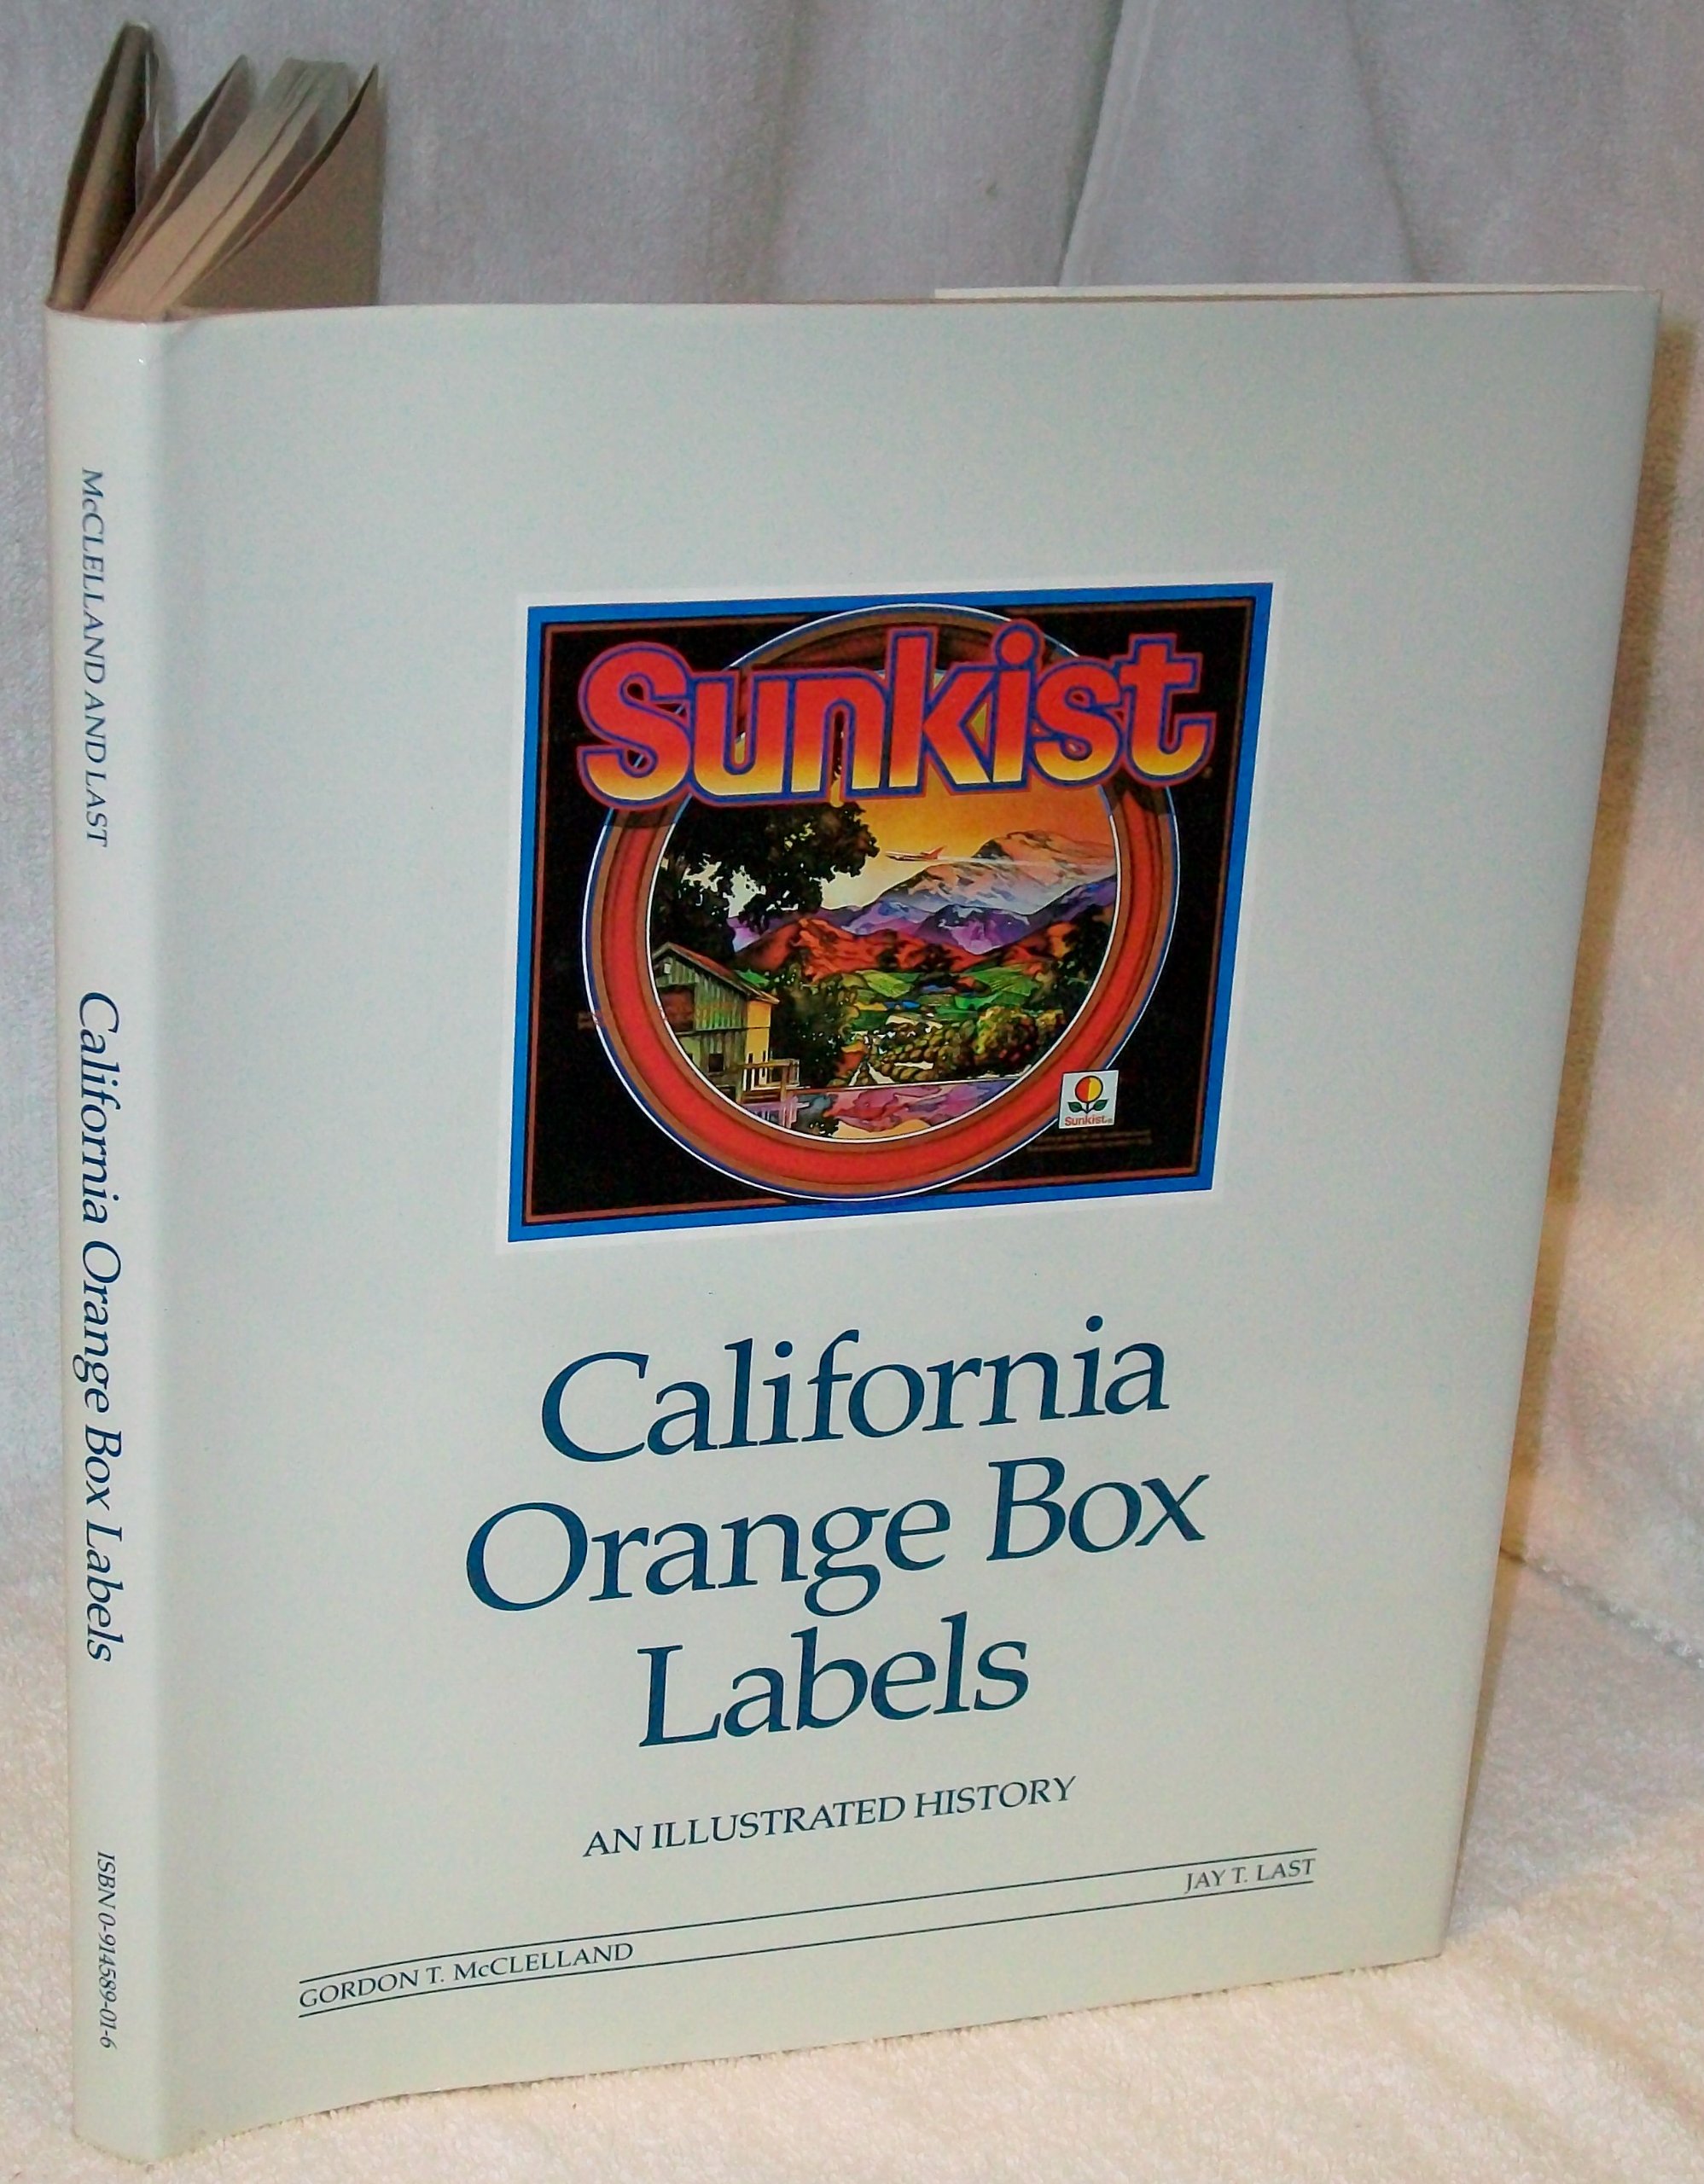 McCLELLAND AND LAST
California Orange Box Labels
ISBN 0-914589-01-6
Sunkist
Sunkist®
California
Orange Box
Labels
AN ILLUSTRATED HISTORY
JAY T. LAST
GORDON T. McCLELLAND